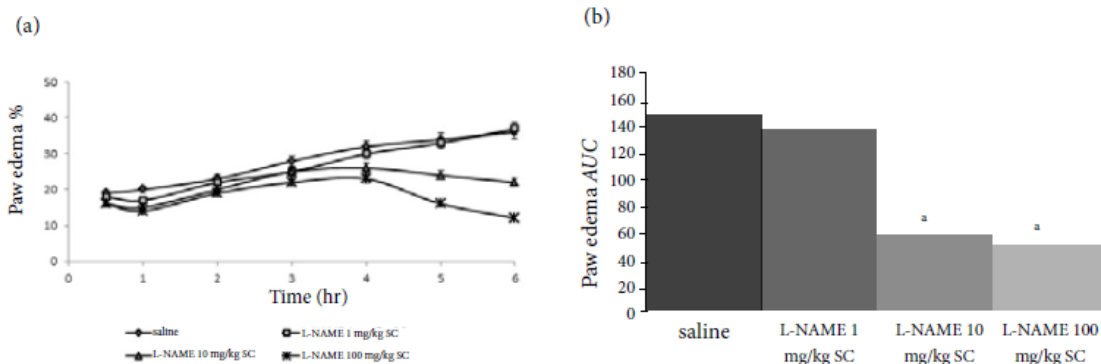 (a)
50
40
30
20
10
0
Paw edema %
0 1 2 3 4 5 6
Time (hr)
saline
L-NAME 1 mg/kg SC
L-NAME 10 mg/kg SC
L-NAME 100 mg/kg SC
(b)
180
160
140
120
100
80
60
40
20
0
Paw edema AUC
a a
saline
L-NAME 1
mg/kg SC
L-NAME 10
mg/kg SC
L-NAME 100
mg/kg SC